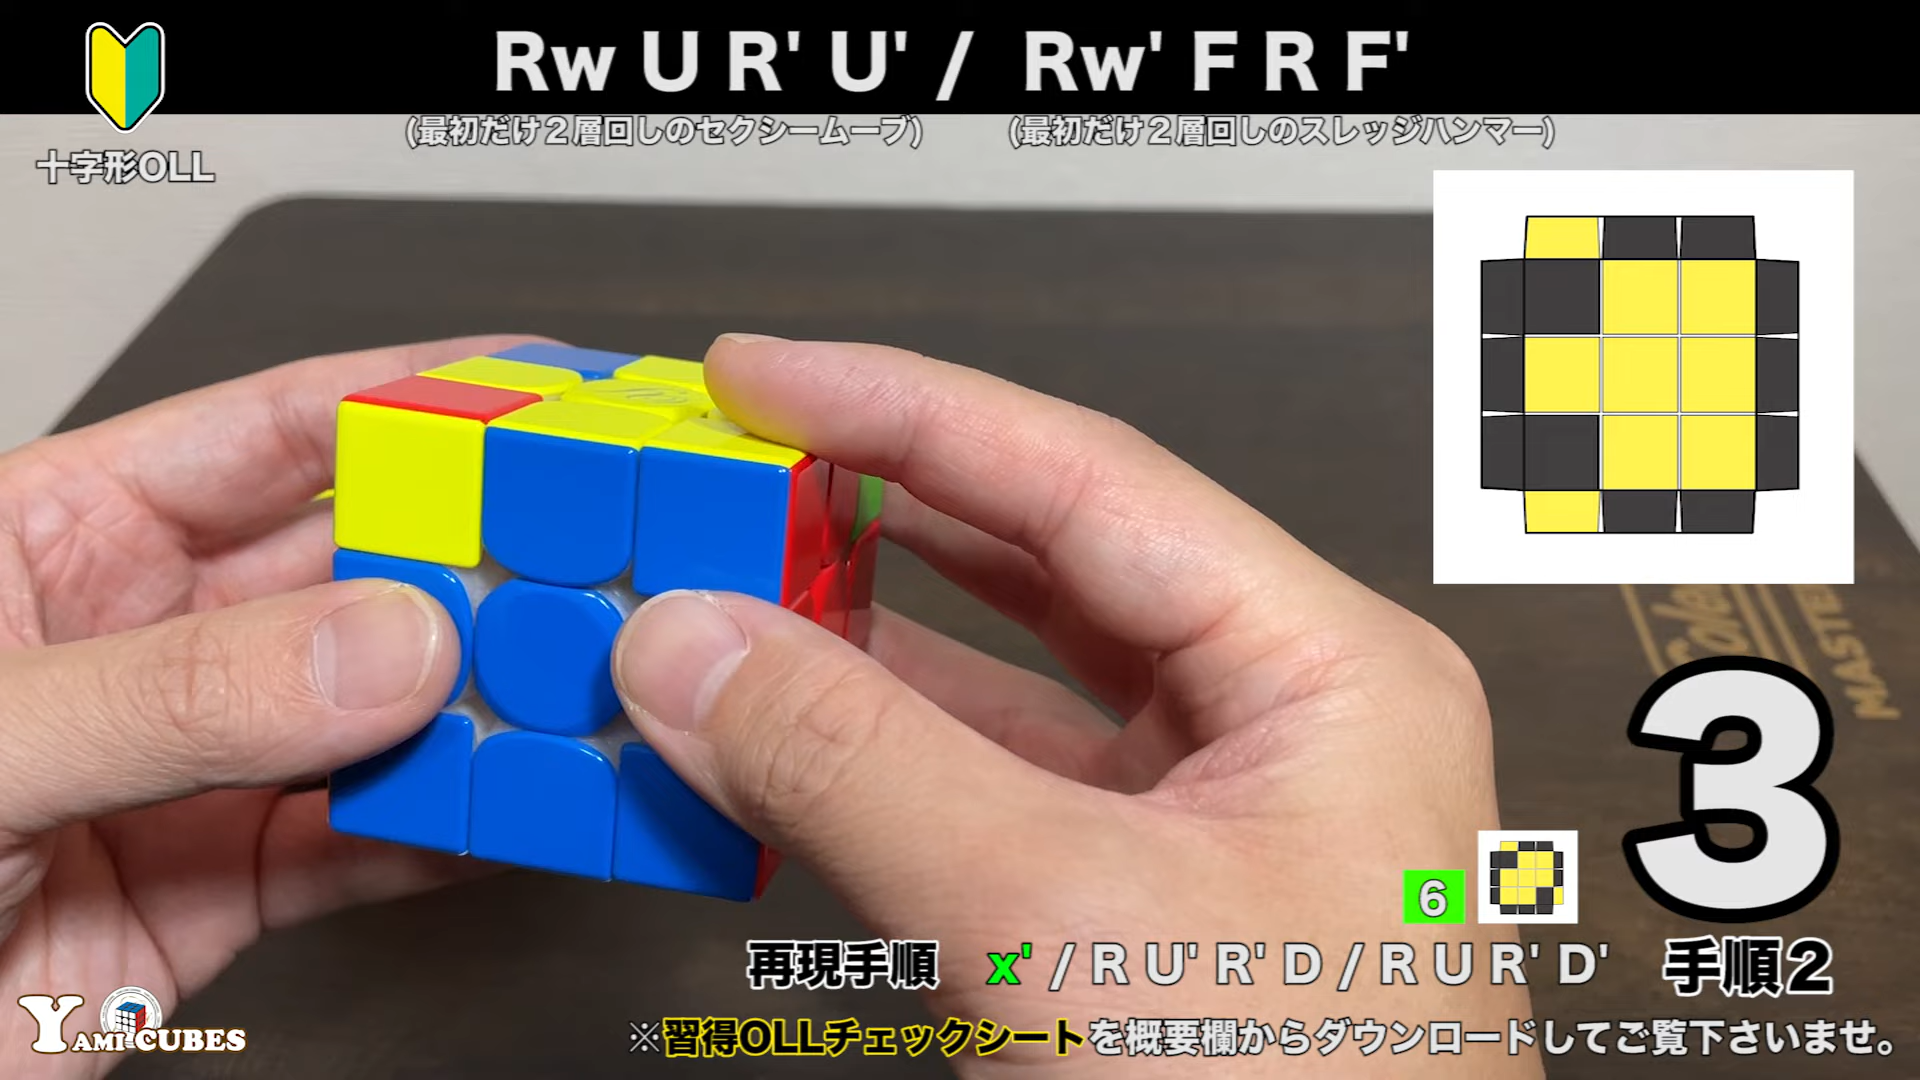 Rw U R' U' / Rw' F R F'
(最初だけ２層回しのセクシームーブ) (最初だけ２層回しのスレッジハンマー)
十字形OLL
MASTE
3
6
再現手順 x' / R U' R' D / R U R' D' 手順2
YAMI CUBES
※習得OLLチェックシートを概要欄からダウンロードしてご覧下さいませ。